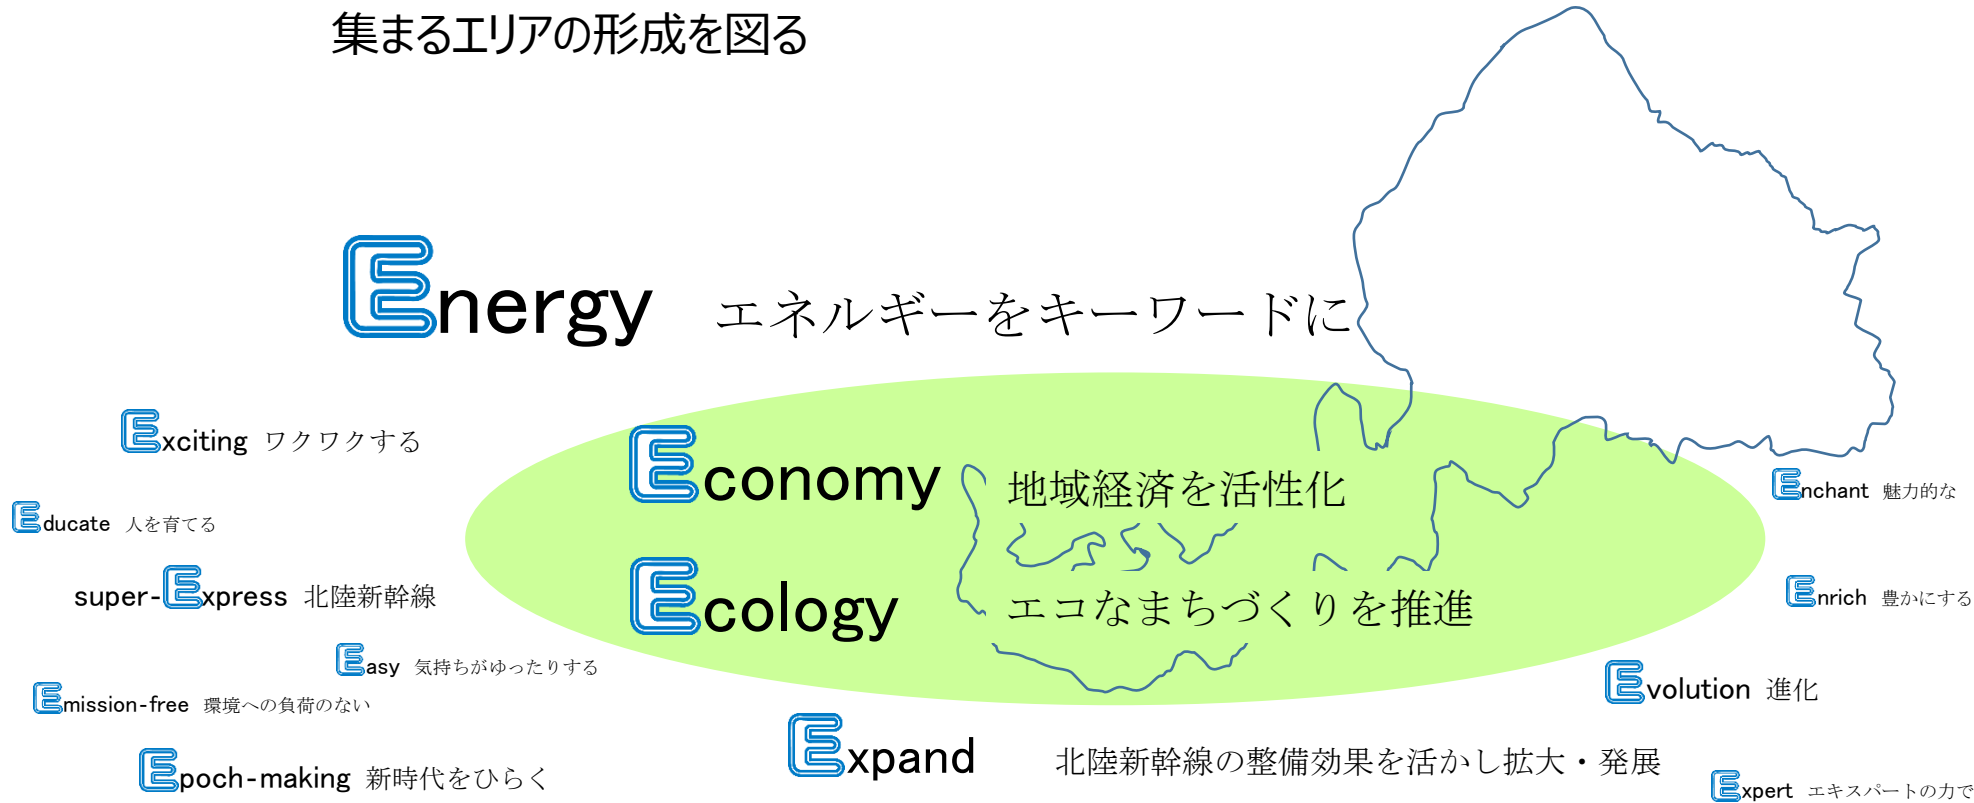 集まるエリアの形成を図る
Energy エネルギーをキーワードに
Exciting ワクワクする
Economy 地域経済を活性化
Enchant 魅力的な
Educate 人を育てる
super-Express 北陸新幹線
Ecology エコなまちづくりを推進
Enrich 豊かにする
Easy 気持ちがゆったりする
Emission-free 環境への負荷のない
Evolution 進化
Expand 北陸新幹線の整備効果を活かし拡大・発展
Epoch-making 新時代をひらく
Expert エキスパートの力で